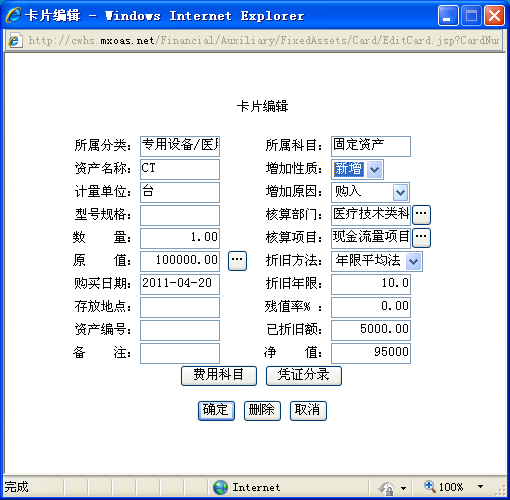 卡片编辑 - Windows Internet Explorer
http://cwhs.mxoas.net/Financial/Auxiliary/FixedAssets/Card/EditCard.jsp?CardNu
卡片编辑
所属分类: 专用设备/医 所属科目: 固定资产
资产名称: CT 增加性质: 新增
计量单位: 台 增加原因: 购入
型号规格: 核算部门: 医疗技术类科 ...
数 量: 1.00 核算项目: 现金流量项目 ...
原 值: 100000.00 ... 折旧方法: 年限平均法
购买日期: 2011-04-20 折旧年限: 10.0
存放地点: 残值率%: 0.00
资产编号: 已折旧额: 5000.00
备 注: 净 值: 95000
费用科目 凭证分录
确定 删除 取消
完成 Internet 100%